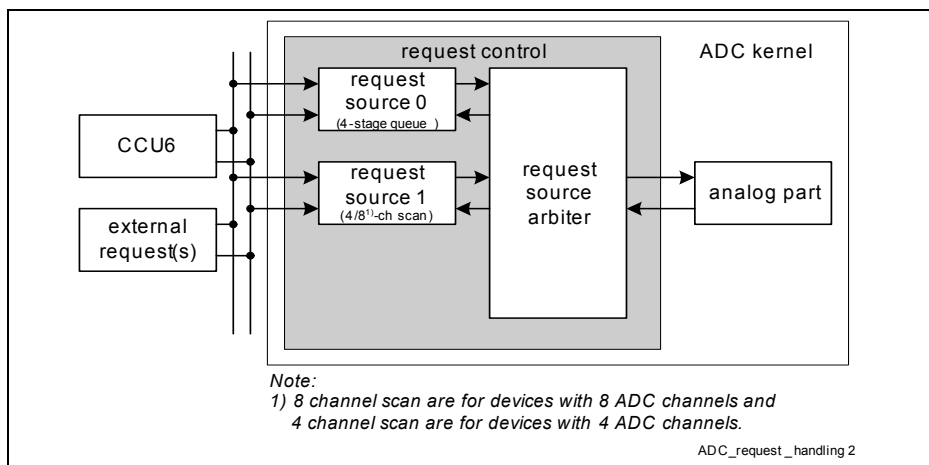 request control
ADC kernel
request
source 0
(4-stage queue )
CCU6
request
source 1
(4/8¹⁾-ch scan)
external
request(s)
request
source
arbiter
analog part
Note:
1) 8 channel scan are for devices with 8 ADC channels and
4 channel scan are for devices with 4 ADC channels.
ADC_request _handling 2